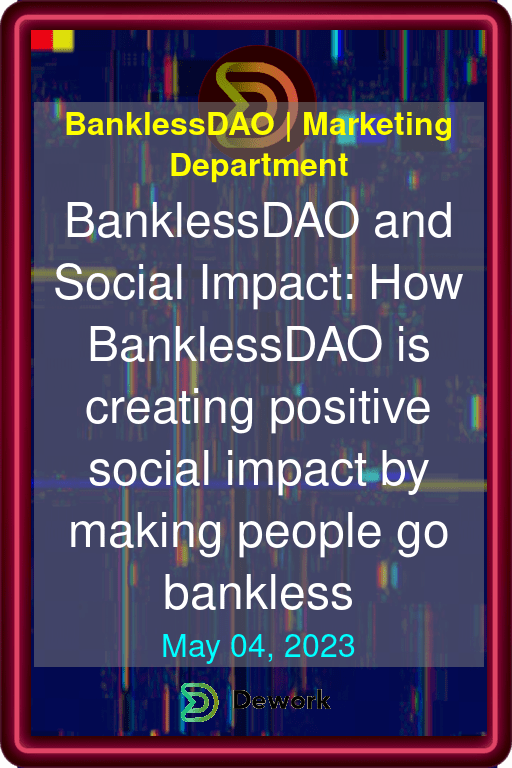 BanklessDAO | Marketing
Department
BanklessDAO and
Social Impact: How
BanklessDAO is
creating positive
social impact by
making people go
bankless
May 04, 2023
Dework